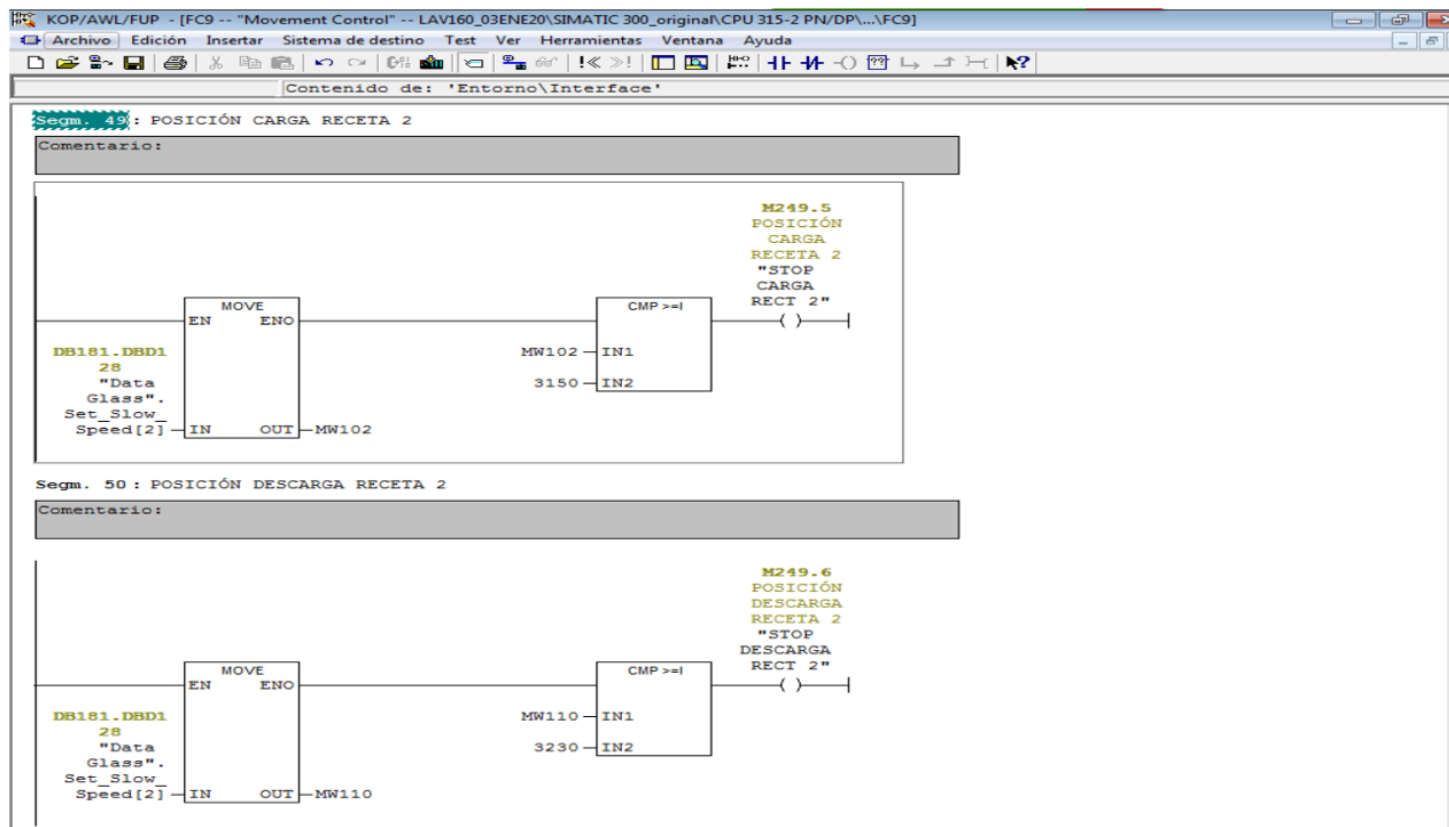 KOP/AWL/FUP - [FC9 -- "Movement Control" -- LAV160_03ENE20\SIMATIC 300_original\CPU 315-2 PN/DP\...\FC9]
Archivo Edición Insertar Sistema de destino Test Ver Herramientas Ventana Ayuda
Contenido de: 'Entorno\Interface'
Segm. 49: POSICIÓN CARGA RECETA 2
Comentario:
M249.5
POSICIÓN
CARGA
RECETA 2
"STOP
CARGA
RECT 2"
MOVE
CMP >=I
EN ENO
( )
DB181.DBD1
28
"Data
Glass".
Set_Slow_
Speed[2]
IN OUT
MW102
MW102 IN1
3150 IN2
Segm. 50 : POSICIÓN DESCARGA RECETA 2
Comentario:
M249.6
POSICIÓN
DESCARGA
RECETA 2
"STOP
DESCARGA
RECT 2"
MOVE
CMP >=I
EN ENO
( )
DB181.DBD1
28
"Data
Glass".
Set_Slow_
Speed[2]
IN OUT
MW110
MW110 IN1
3230 IN2